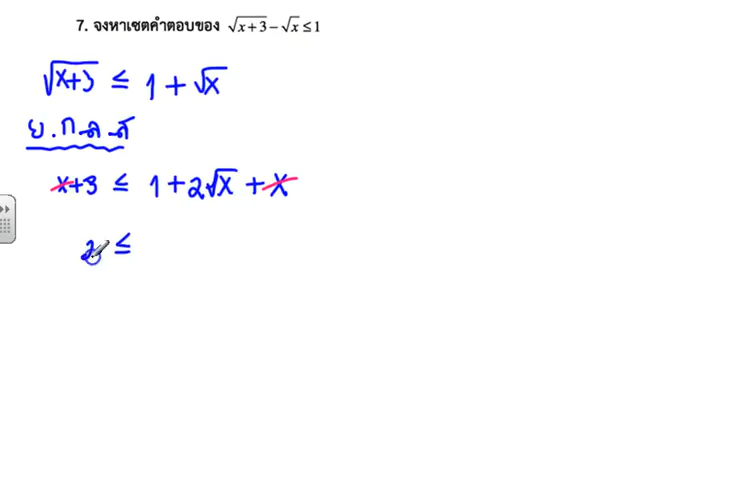 7. จงหาเซตคำตอบของ √(x+3) − √x ≤ 1
√(x+3) ≤ 1 + √x
ย.ก.ล.ส
x+3 ≤ 1+2√x + x
2 ≤